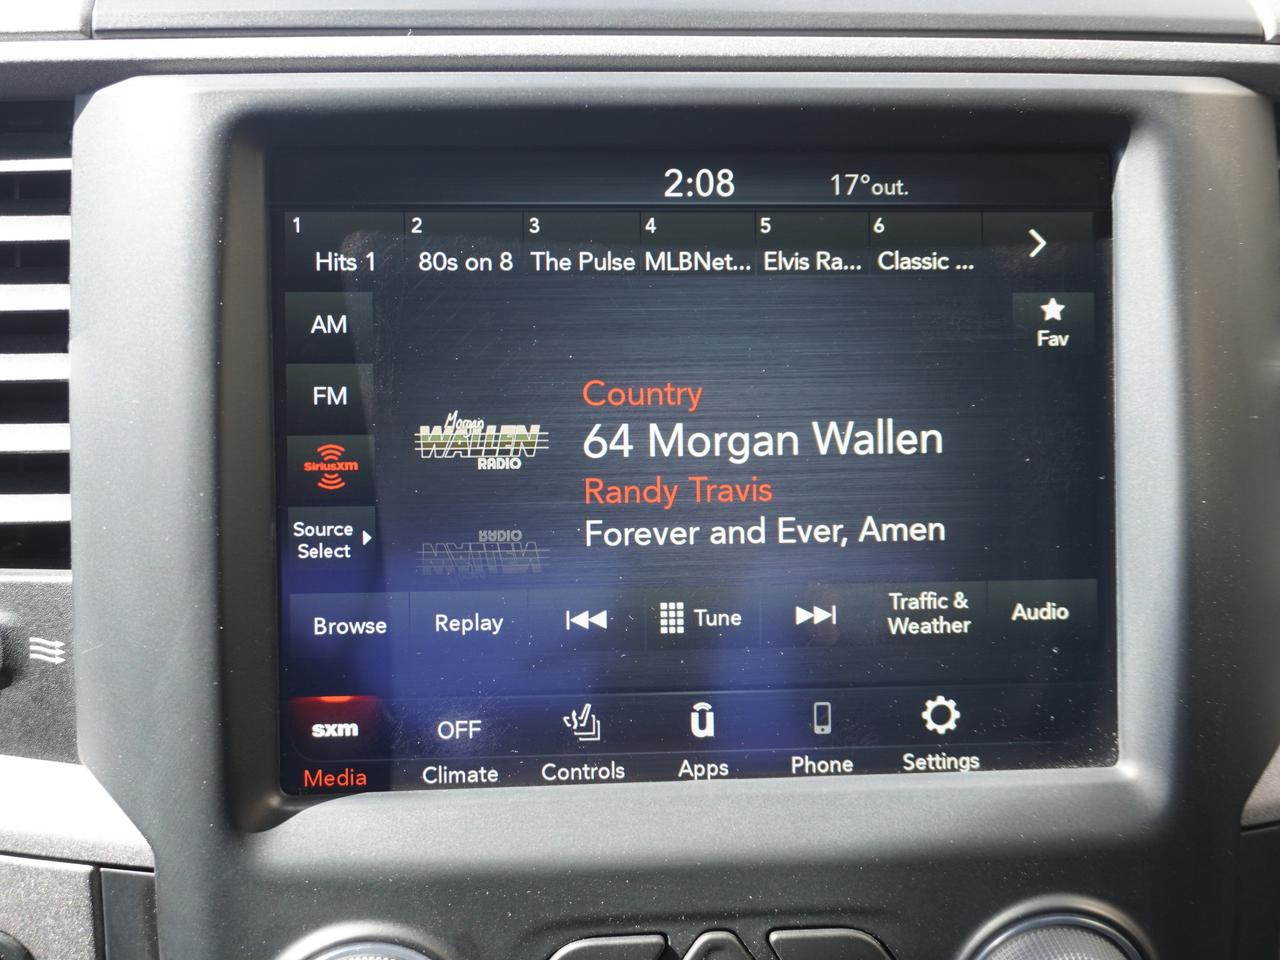 2:08 17°out.
1 2 3 4 5 6
Hits 1 80s on 8 The Pulse MLBNet... Elvis Ra... Classic ...
AM
Fav
FM
Country
Morgan
WALLEN
RADIO
64 Morgan Wallen
SiriusXM
Randy Travis
Source
Select
Forever and Ever, Amen
Browse Replay Tune Traffic &
Weather Audio
sxm OFF
Media Climate Controls Apps Phone Settings